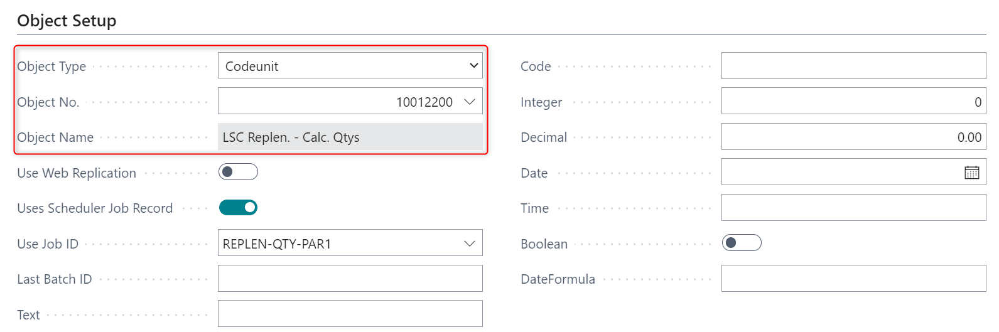 Object Setup
Object Type Codeunit
Object No. 10012200
Object Name LSC Replen. - Calc. Qtys
Use Web Replication
Uses Scheduler Job Record
Use Job ID REPLEN-QTY-PAR1
Last Batch ID
Text
Code
Integer 0
Decimal 0.00
Date
Time
Boolean
DateFormula